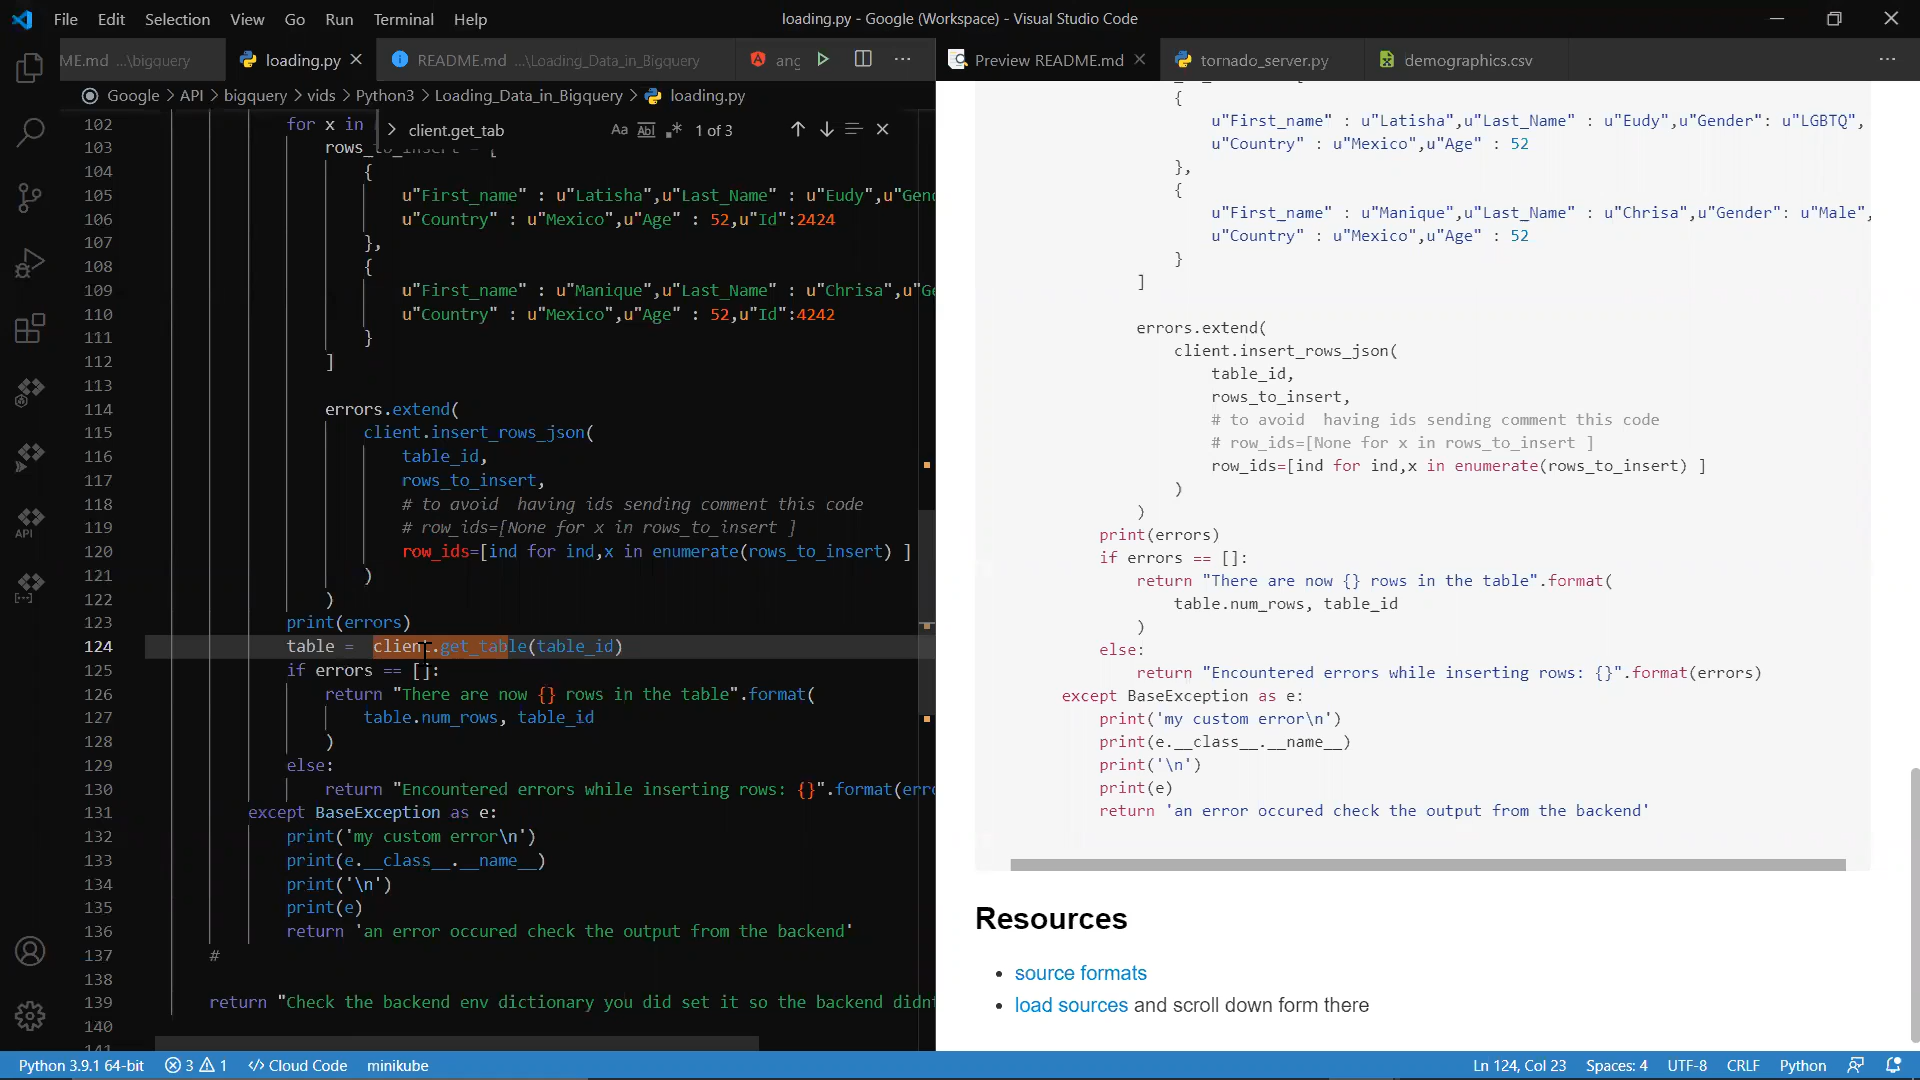 File Edit Selection View Go Run Terminal Help
loading.py - Google (Workspace) - Visual Studio Code
ME.md ...\bigquery
loading.py
README.md ...\Loading_Data_in_Bigquery
ang
Preview README.md
tornado_server.py
demographics.csv
Google > API > bigquery > vids > Python3 > Loading_Data_in_Bigquery > loading.py
client.get_tab
Aa Abl .* 1 of 3
102 for x in
103 rows_to_insert = [
104 {
105 u"First_name" : u"Latisha",u"Last_Name" : u"Eudy",u"Gen
106 u"Country" : u"Mexico",u"Age" : 52,u"Id":2424
107 },
108 {
109 u"First_name" : u"Manique",u"Last_Name" : u"Chrisa",u"Ge
110 u"Country" : u"Mexico",u"Age" : 52,u"Id":4242
111 }
112 ]
113
114 errors.extend(
115 client.insert_rows_json(
116 table_id,
117 rows_to_insert,
118 # to avoid  having ids sending comment this code
119 # row_ids=[None for x in rows_to_insert ]
120 row_ids=[ind for ind,x in enumerate(rows_to_insert) ]
121 )
122 )
123 print(errors)
124 table =  client.get_table(table_id)
125 if errors == []:
126 return "There are now {} rows in the table".format(
127 table.num_rows, table_id
128 )
129 else:
130 return "Encountered errors while inserting rows: {}".format(erro
131 except BaseException as e:
132 print('my custom error\n')
133 print(e.__class__.__name__)
134 print('\n')
135 print(e)
136 return 'an error occured check the output from the backend'
137 #
138
139 return "Check the backend env dictionary you did set it so the backend didn
140
141
{
u"First_name" : u"Latisha",u"Last_Name" : u"Eudy",u"Gender": u"LGBTQ",
u"Country" : u"Mexico",u"Age" : 52
},
{
u"First_name" : u"Manique",u"Last_Name" : u"Chrisa",u"Gender": u"Male",
u"Country" : u"Mexico",u"Age" : 52
}
]
errors.extend(
client.insert_rows_json(
table_id,
rows_to_insert,
# to avoid  having ids sending comment this code
# row_ids=[None for x in rows_to_insert ]
row_ids=[ind for ind,x in enumerate(rows_to_insert) ]
)
)
print(errors)
if errors == []:
return "There are now {} rows in the table".format(
table.num_rows, table_id
)
else:
return "Encountered errors while inserting rows: {}".format(errors)
except BaseException as e:
print('my custom error\n')
print(e.__class__.__name__)
print('\n')
print(e)
return 'an error occured check the output from the backend'
Resources
• source formats
• load sources and scroll down form there
API
Python 3.9.1 64-bit 3 1 Cloud Code minikube
Ln 124, Col 23 Spaces: 4 UTF-8 CRLF Python